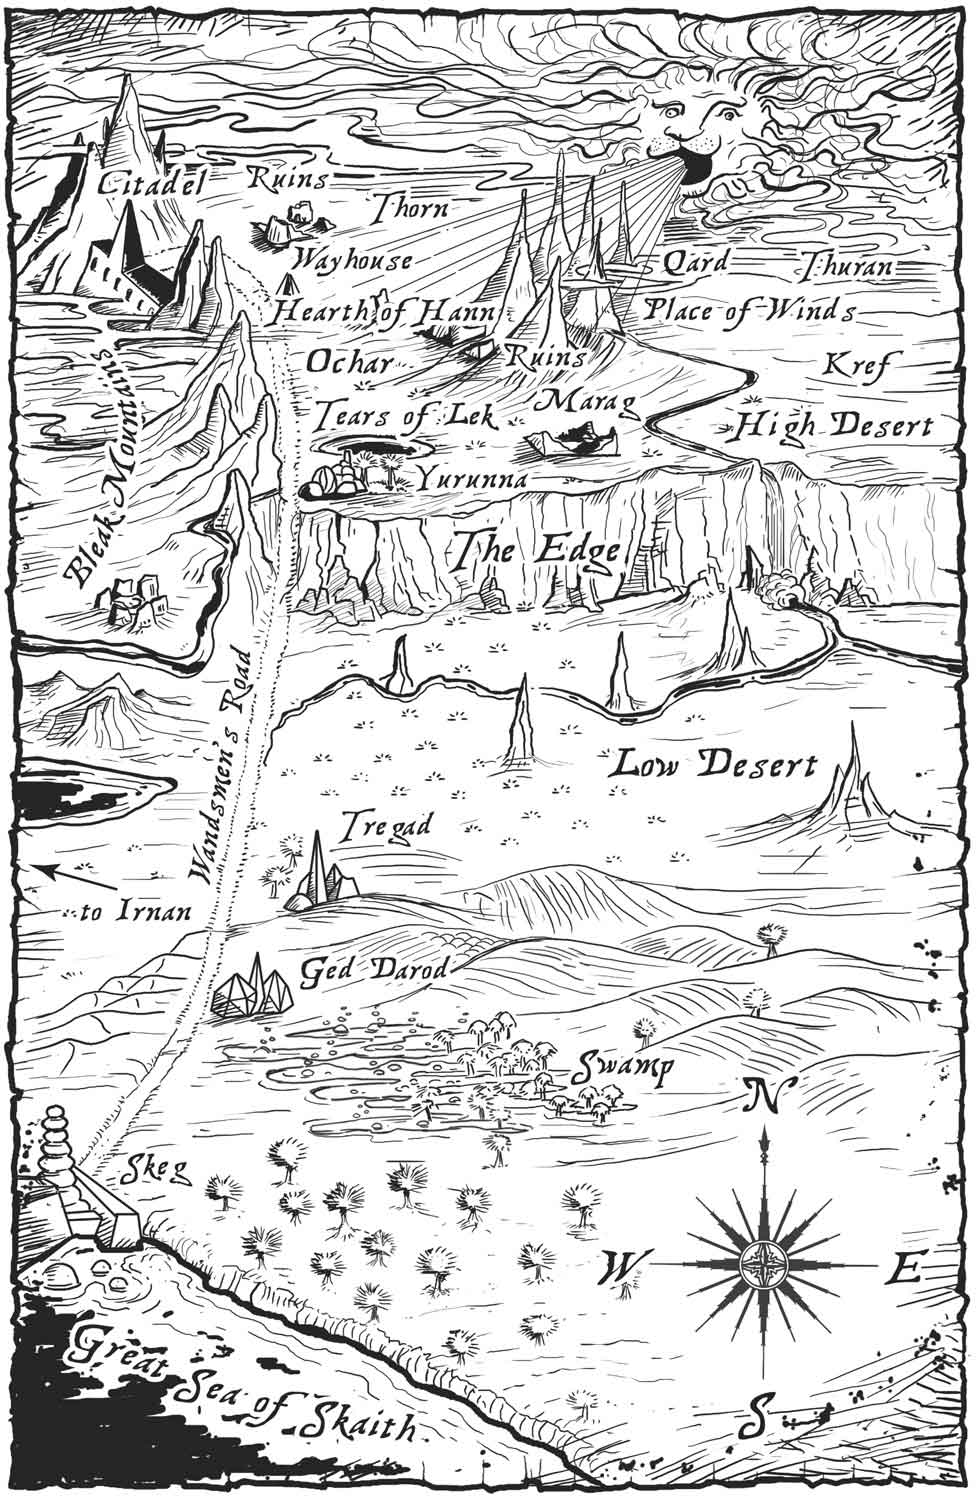 Citadel
Ruins
Thorn
Wayhouse
Qard
Thuran
Hearth of Hann
Place of Winds
Ochar
Ruins
Kref
Tears of Lek
Marag
High Desert
Yurunna
Bleak Mountains
The Edge
Wandsmen's Road
Low Desert
Tregad
to Irnan
Ged Darod
Swamp
N
Skeg
W
E
Great Sea of Skaith
S